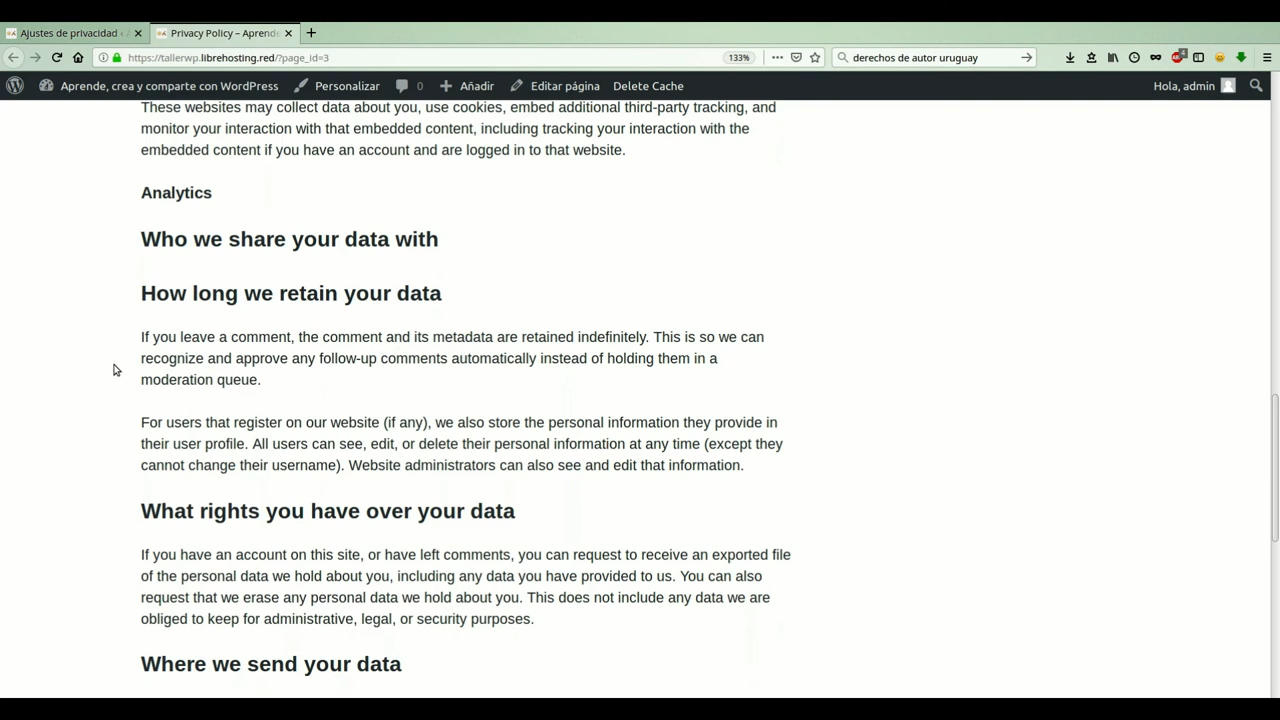 Ajustes de privacidad ‹ A
Privacy Policy – Aprende
https://tallerwp.librehosting.red/?page_id=3
133%
derechos de autor uruguay
4
Aprende, crea y comparte con WordPress
Personalizar
0
Añadir
Editar página
Delete Cache
Hola, admin
These websites may collect data about you, use cookies, embed additional third-party tracking, and
monitor your interaction with that embedded content, including tracking your interaction with the
embedded content if you have an account and are logged in to that website.
Analytics
Who we share your data with
How long we retain your data
If you leave a comment, the comment and its metadata are retained indefinitely. This is so we can
recognize and approve any follow-up comments automatically instead of holding them in a
moderation queue.
For users that register on our website (if any), we also store the personal information they provide in
their user profile. All users can see, edit, or delete their personal information at any time (except they
cannot change their username). Website administrators can also see and edit that information.
What rights you have over your data
If you have an account on this site, or have left comments, you can request to receive an exported file
of the personal data we hold about you, including any data you have provided to us. You can also
request that we erase any personal data we hold about you. This does not include any data we are
obliged to keep for administrative, legal, or security purposes.
Where we send your data